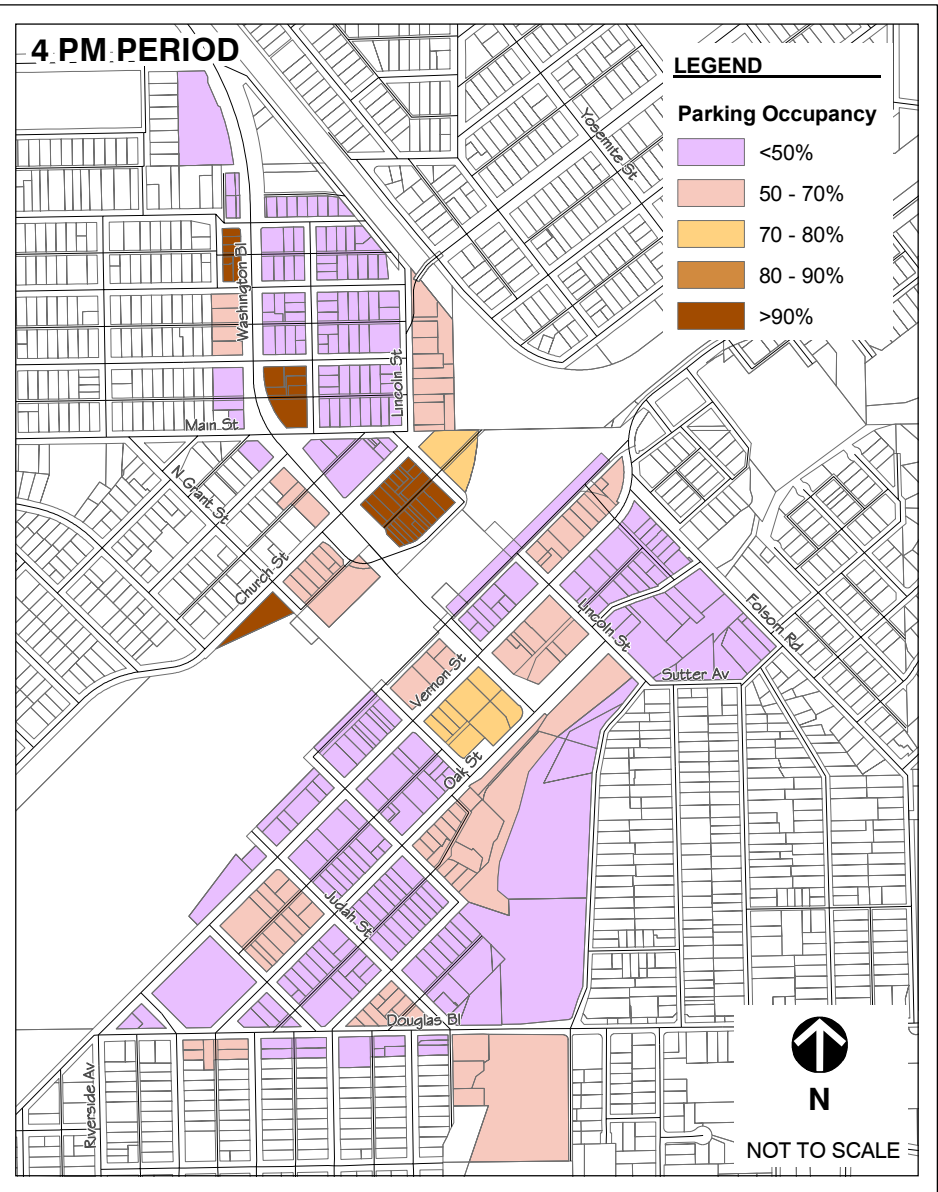 4 PM PERIOD
LEGEND
Parking Occupancy
<50%
50 - 70%
70 - 80%
80 - 90%
>90%
Yosemite St
Washington Bl
Lincoln St
Main St
N Grant St
Church St
Lincoln St
Folsom Rd
Sutter Av
Vernon St
Oak St
Judah St
Douglas Bl
Riverside Av
N
NOT TO SCALE